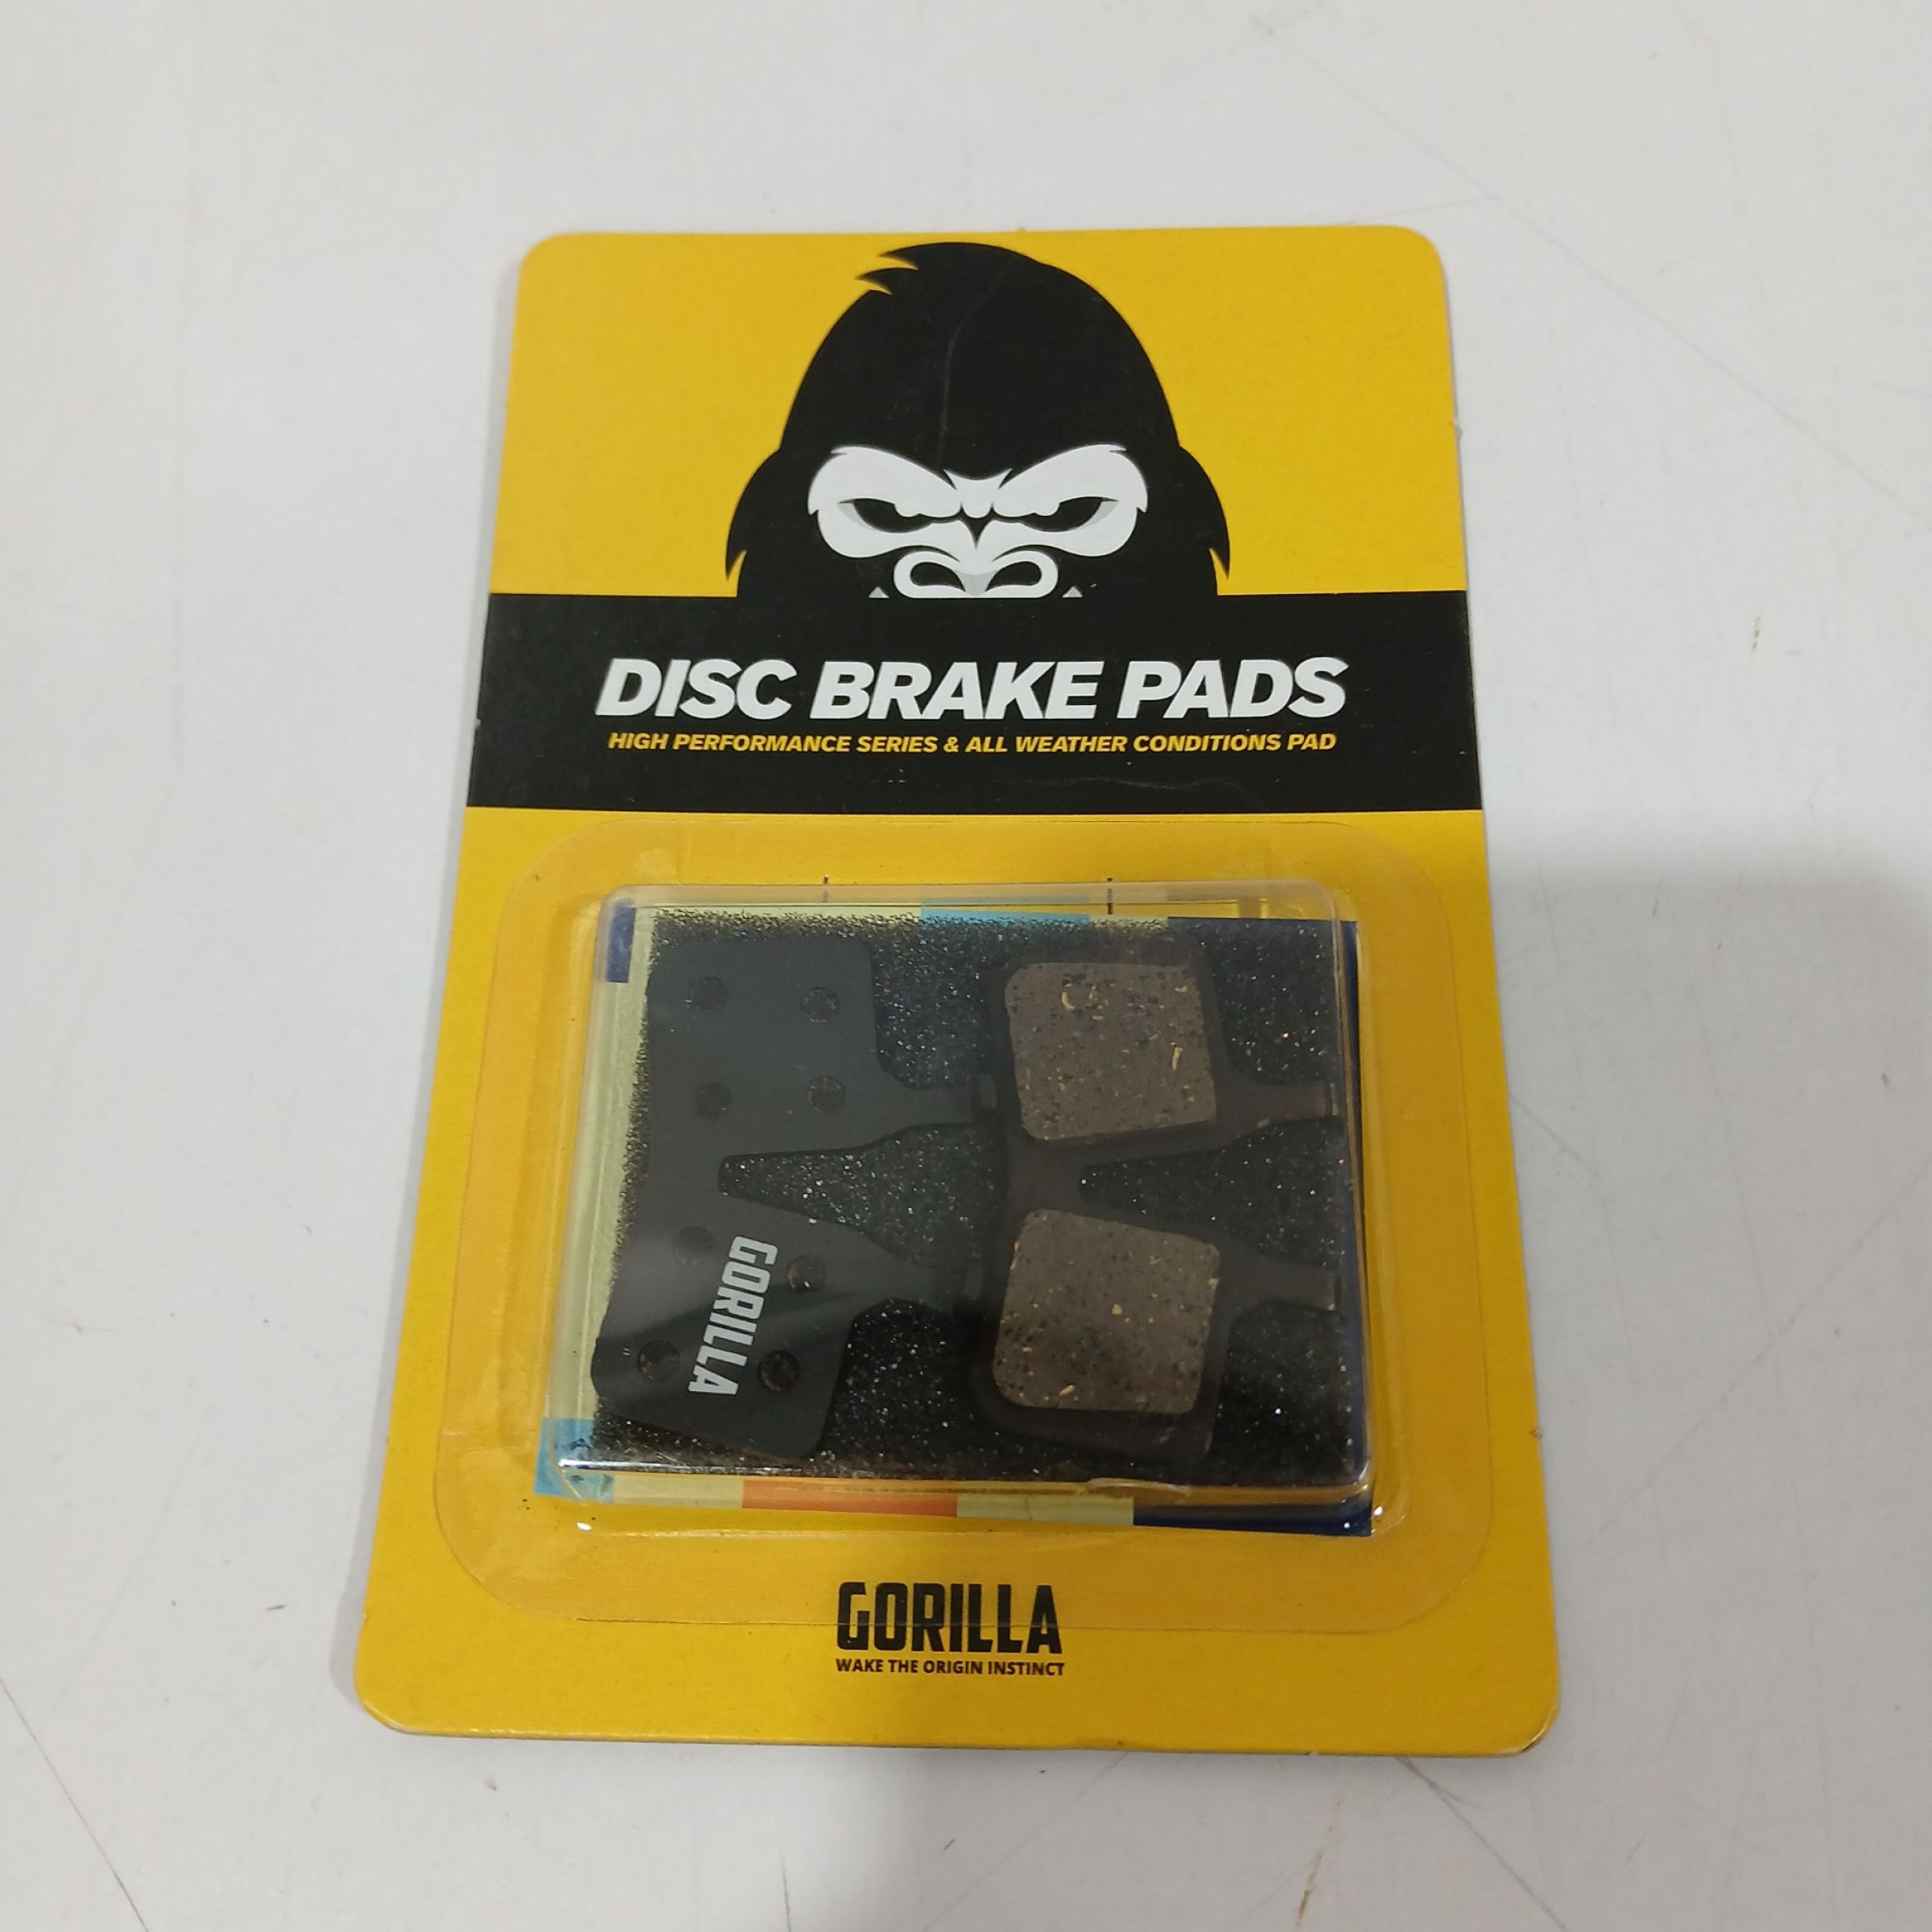 DISC BRAKE PADS
HIGH PERFORMANCE SERIES & ALL WEATHER CONDITIONS PAD
GORILLA
GORILLA
WAKE THE ORIGIN INSTINCT